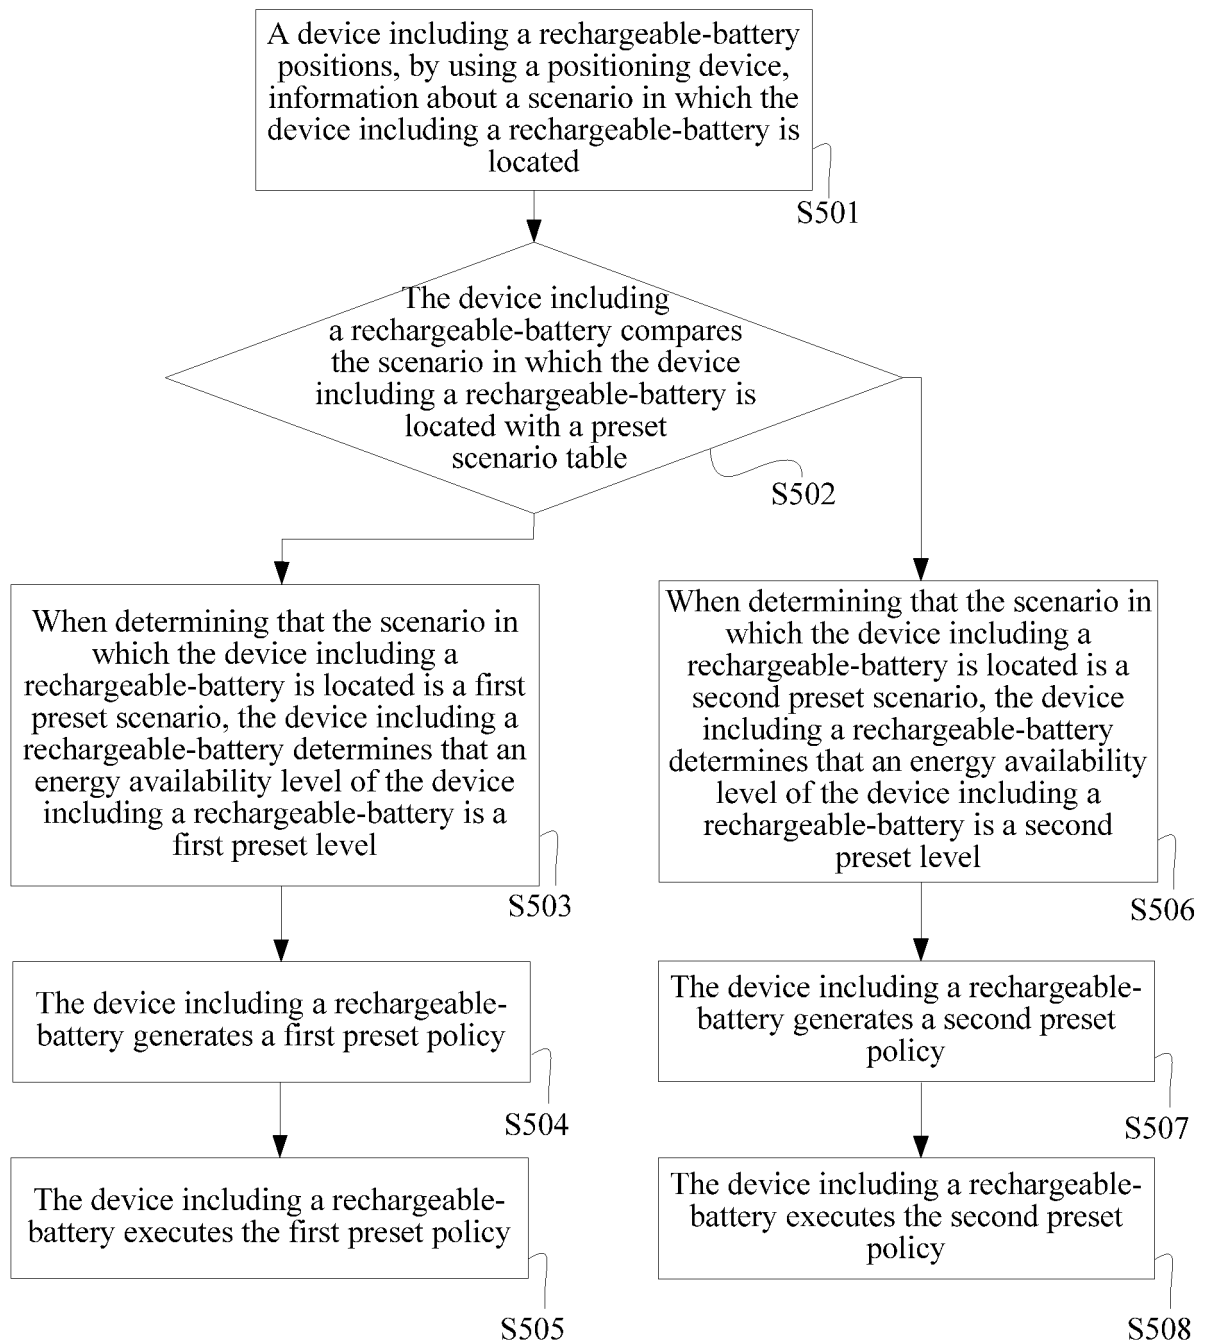 A device including a rechargeable-battery
positions, by using a positioning device,
information about a scenario in which the
device including a rechargeable-battery is
located
S501
The device including
a rechargeable-battery compares
the scenario in which the device
including a rechargeable-battery is
located with a preset
scenario table
S502
When determining that the scenario in
which the device including a
rechargeable-battery is located is a first
preset scenario, the device including a
rechargeable-battery determines that an
energy availability level of the device
including a rechargeable-battery is a
first preset level
S503
The device including a rechargeable-
battery generates a first preset policy
S504
The device including a rechargeable-
battery executes the first preset policy
S505
When determining that the scenario in
which the device including a
rechargeable-battery is located is a
second preset scenario, the device
including a rechargeable-battery
determines that an energy availability
level of the device including a
rechargeable-battery is a second
preset level
S506
The device including a rechargeable-
battery generates a second preset
policy
S507
The device including a rechargeable-
battery executes the second preset
policy
S508